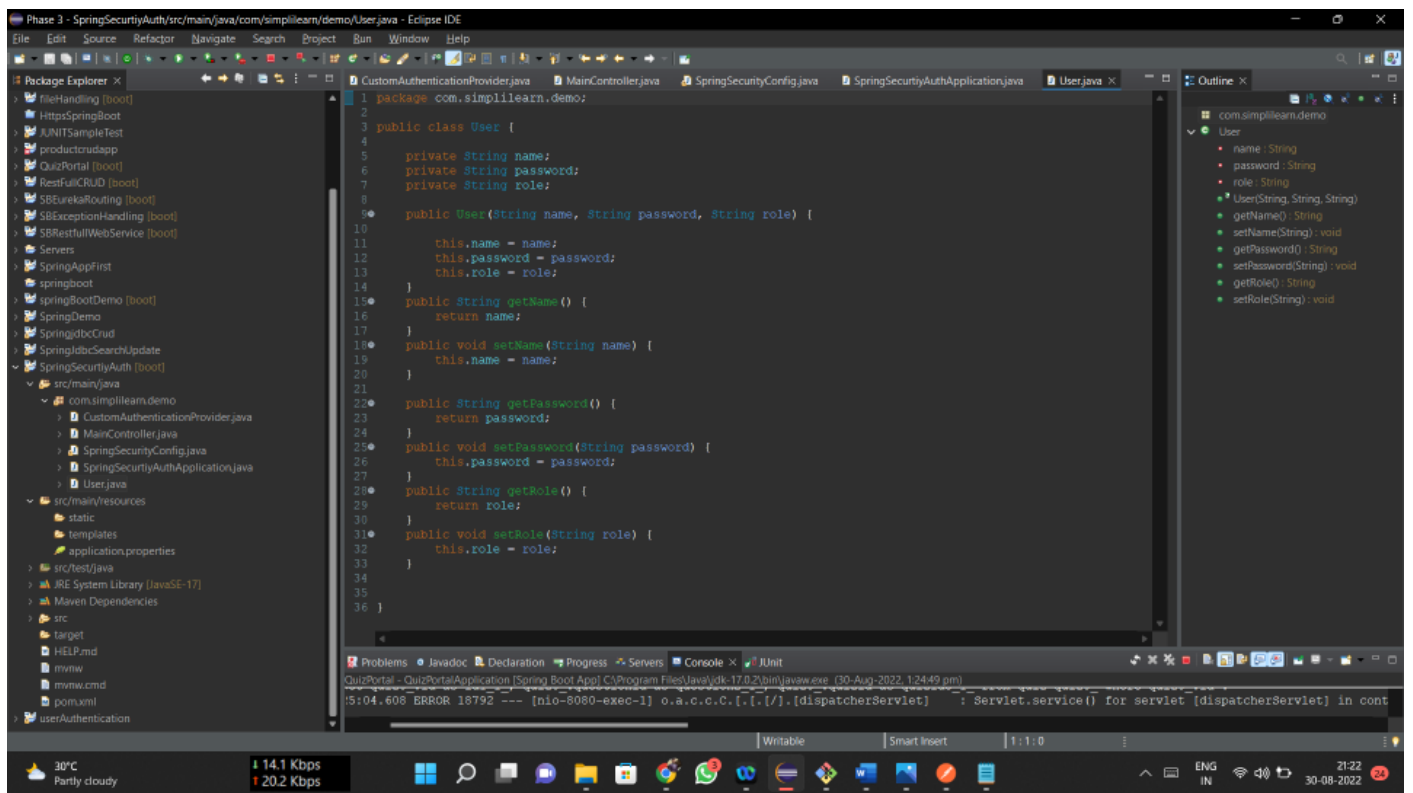 Phase 3 - SpringSecurtiyAuth/src/main/java/com/simplilearn/demo/User.java - Eclipse IDE
File Edit Source Refactor Navigate Search Project Run Window Help
Package Explorer
fileHandling [boot]
HttpsSpringBoot
JUNITSampleTest
productcrudapp
QuizPortal [boot]
RestFullCRUD [boot]
SBEurekaRouting [boot]
SBExceptionHandling [boot]
SBRestfullWebService [boot]
Servers
SpringAppFirst
springboot
springBootDemo [boot]
SpringDemo
SpringjdbcCrud
SpringJdbcSearchUpdate
SpringSecurtiyAuth [boot]
src/main/java
com.simplilearn.demo
CustomAuthenticationProvider.java
MainController.java
SpringSecurityConfig.java
SpringSecurtiyAuthApplication.java
User.java
src/main/resources
static
templates
application.properties
src/test/java
JRE System Library [JavaSE-17]
Maven Dependencies
src
target
HELP.md
mvnw
mvnw.cmd
pom.xml
userAuthentication
CustomAuthenticationProvider.java MainController.java SpringSecurityConfig.java SpringSecurtiyAuthApplication.java User.java
1 package com.simplilearn.demo;
2
3 public class User {
4
5 private String name;
6 private String password;
7 private String role;
8
9 public User(String name, String password, String role) {
10
11 this.name = name;
12 this.password = password;
13 this.role = role;
14 }
15 public String getName() {
16 return name;
17 }
18 public void setName(String name) {
19 this.name = name;
20 }
21
22 public String getPassword() {
23 return password;
24 }
25 public void setPassword(String password) {
26 this.password = password;
27 }
28 public String getRole() {
29 return role;
30 }
31 public void setRole(String role) {
32 this.role = role;
33 }
34
35
36 }
Outline
com.simplilearn.demo
User
name : String
password : String
role : String
User(String, String, String)
getName() : String
setName(String) : void
getPassword() : String
setPassword(String) : void
getRole() : String
setRole(String) : void
Problems Javadoc Declaration Progress Servers Console JUnit
QuizPortal - QuizPortalApplication [Spring Boot App] C:\Program Files\Java\jdk-17.0.2\bin\javaw.exe (30-Aug-2022, 1:24:49 pm)
5:04.608 ERROR 18792 --- [nio-8080-exec-1] o.a.c.c.C.[.[.[/].[dispatcherServlet] : Servlet.service() for servlet [dispatcherServlet] in cont
Writable Smart Insert 1 : 1 : 0
30°C
Partly cloudy
14.1 Kbps
20.2 Kbps
3
ENG
IN
21:22
30-08-2022
24